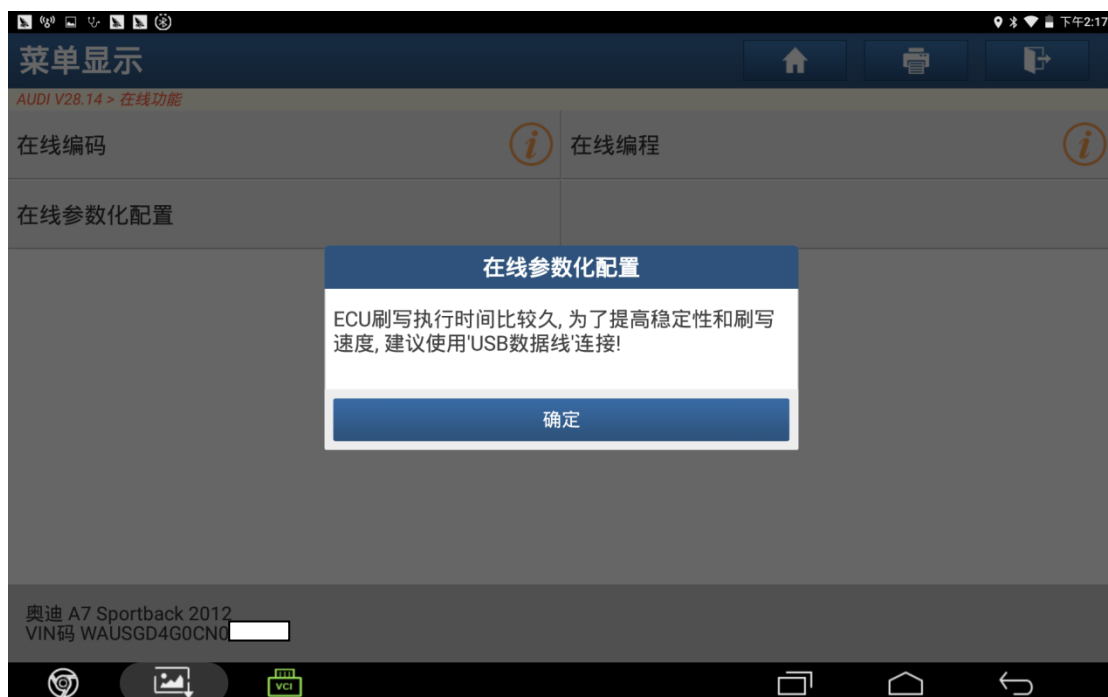 下午2:17
菜单显示
AUDI V28.14 > 在线功能
在线编码
在线编程
在线参数化配置
在线参数化配置
ECU刷写执行时间比较久, 为了提高稳定性和刷写
速度, 建议使用'USB数据线'连接!
确定
奥迪 A7 Sportback 2012
VIN码 WAUSGD4G0CN0
VCI